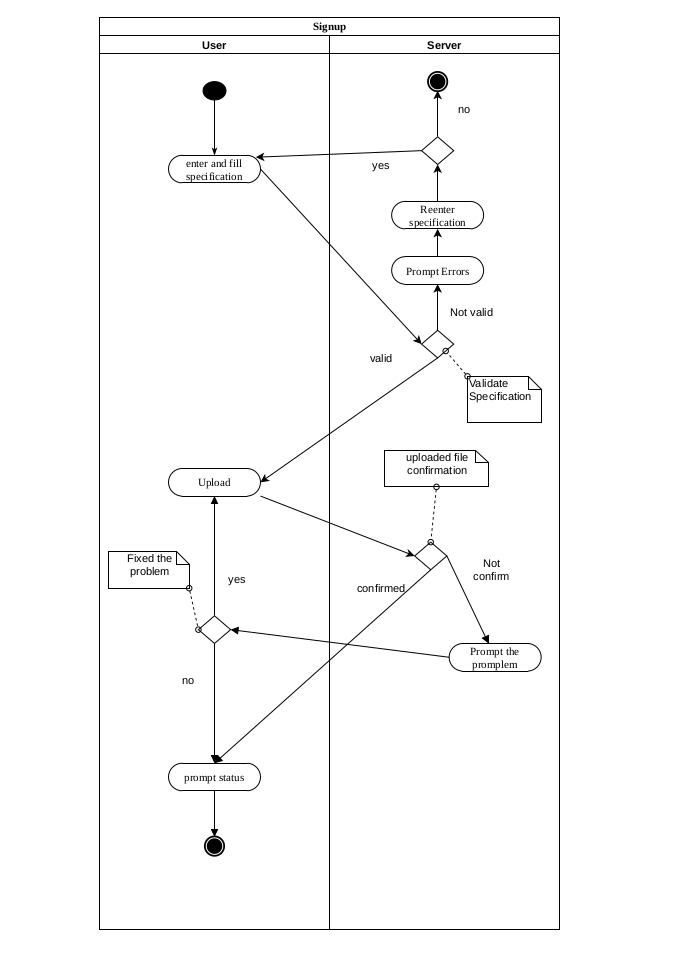 Signup
User
Server
no
enter and fill
specification
yes
Reenter
specification
Prompt Errors
Not valid
valid
Validate
Specification
uploaded file
confirmation
Upload
Fixed the
problem
yes
confirmed
Not
confirm
Prompt the
promplem
no
prompt status